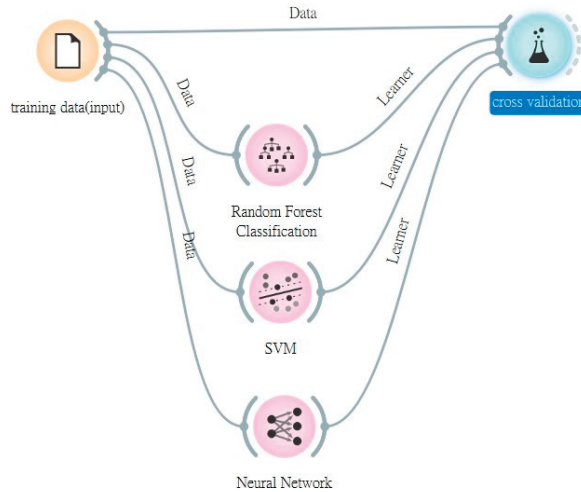 Data
training data(input)
cross validation
Data
Learner
Random Forest
Classification
Data
Learner
SVM
Data
Learner
Neural Network